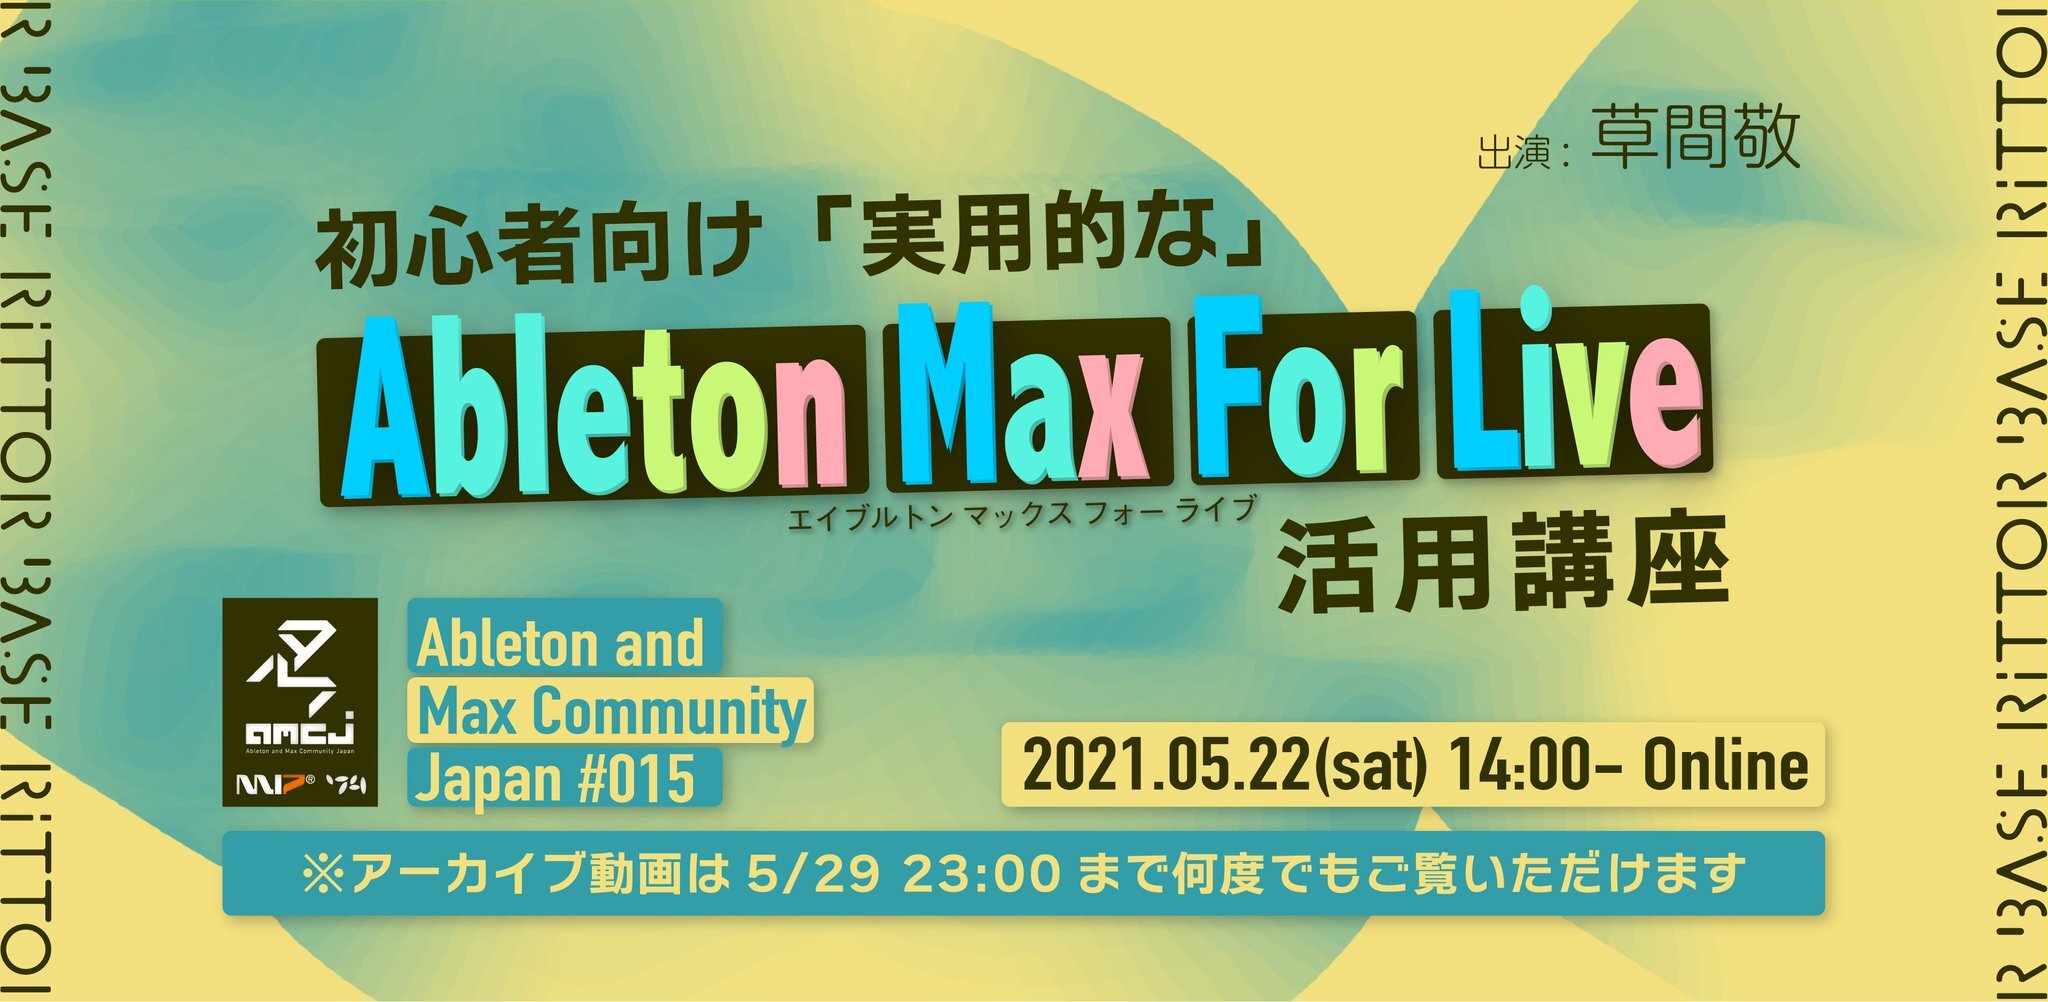 出演: 草間敬
初心者向け「実用的な」
Ableton Max For Live
エイブルトン マックス フォー ライブ
活用講座
amcj
Ableton and Max Community Japan
MI7®
Ableton and
Max Community
Japan #015
2021.05.22(sat) 14:00– Online
※アーカイブ動画は 5/29 23:00 まで何度でもご覧いただけます
R BASE RiTTOR BASE RiTTO
R BASE RiTTOR BASE RiTTO